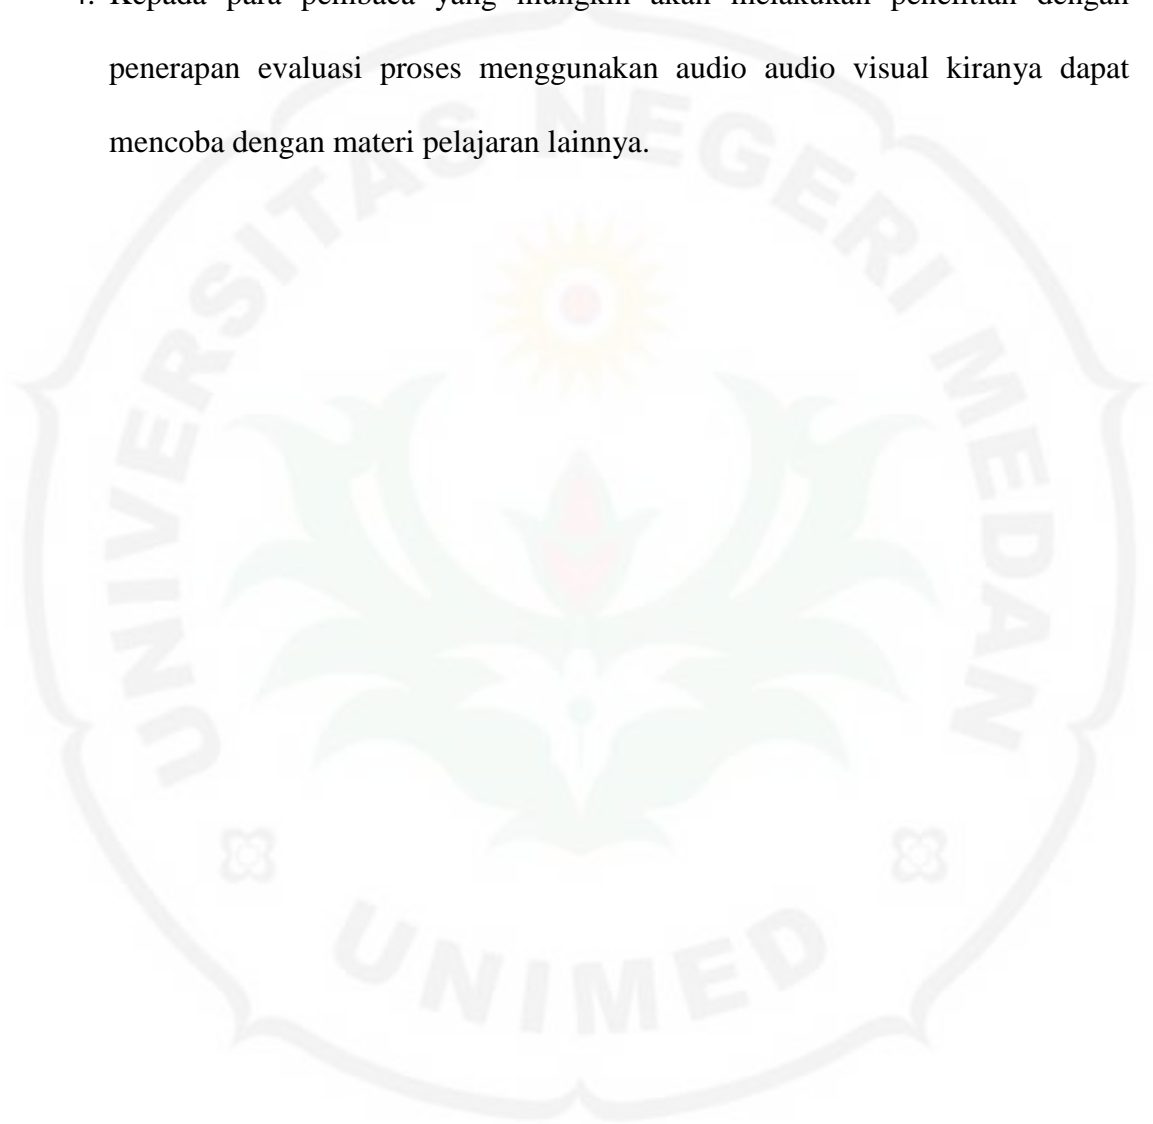 4. Kepada para pembaca yang mungkin akan melakukan penelitian dengan
penerapan evaluasi proses menggunakan audio audio visual kiranya dapat
mencoba dengan materi pelajaran lainnya.
UNIVERSITAS NEGERI MEDAN
UNIMED